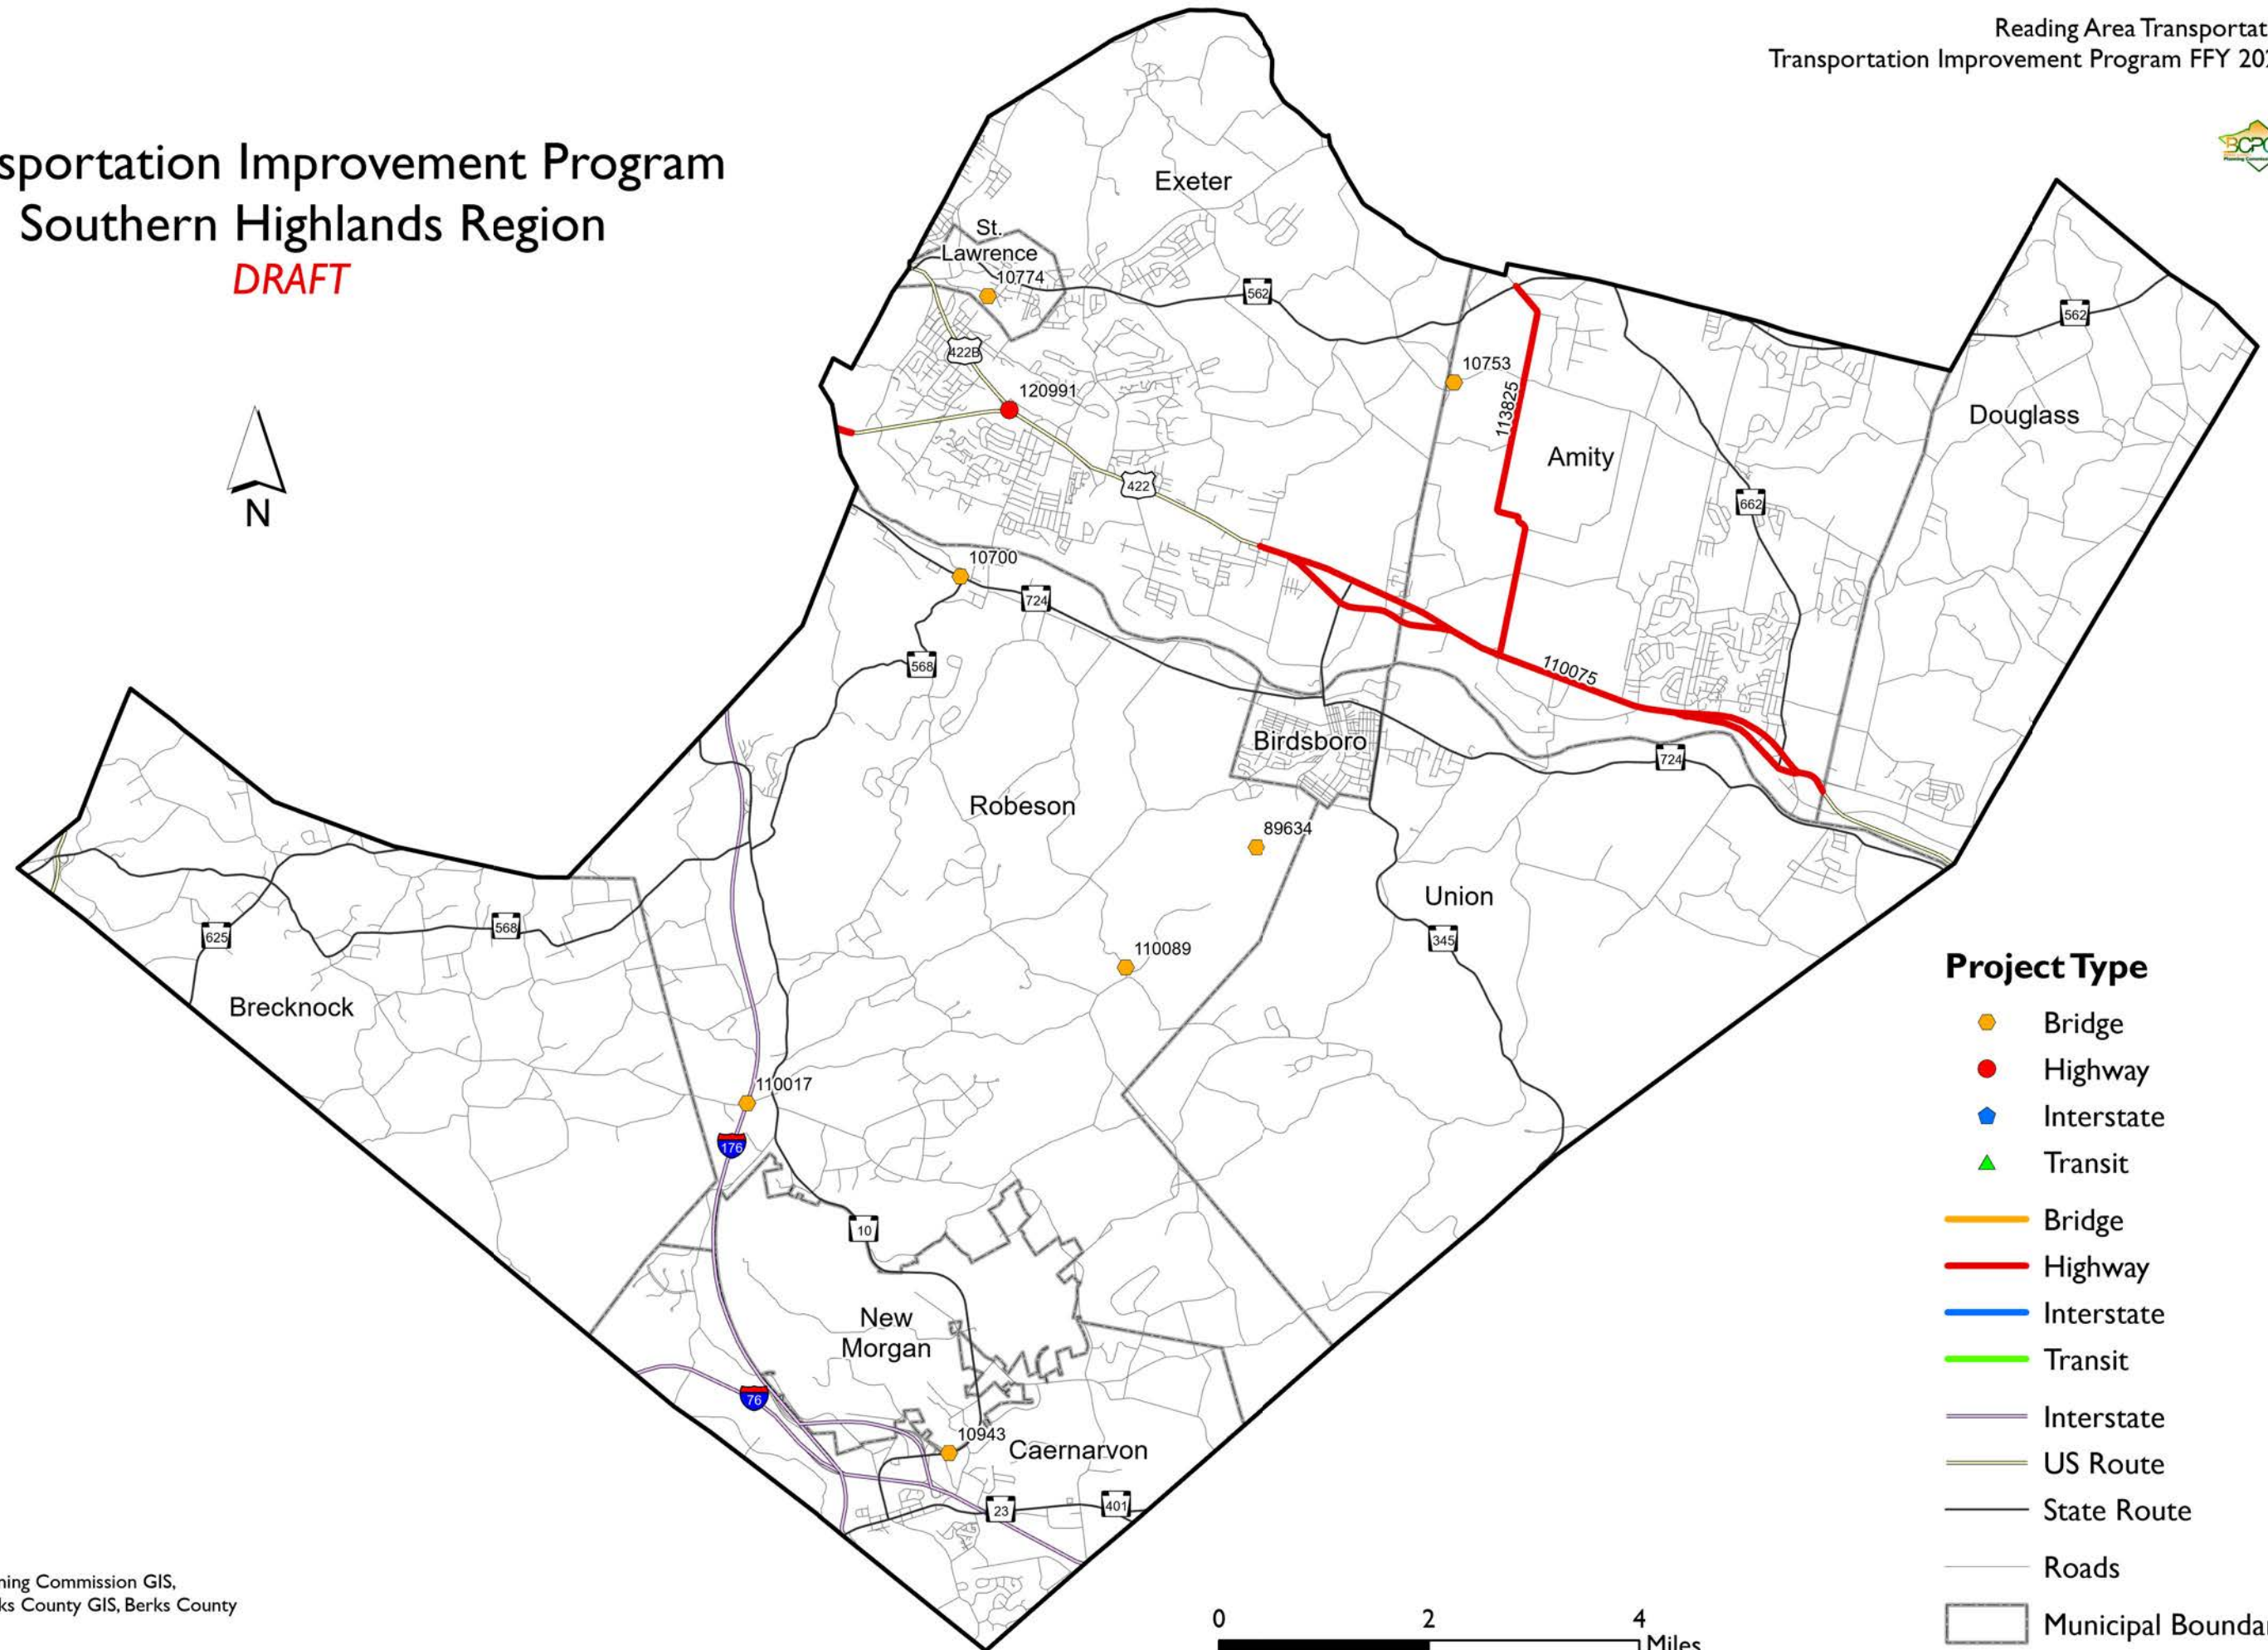 Reading Area Transportat
Transportation Improvement Program FFY 20
sportation Improvement Program
Southern Highlands Region
DRAFT
BCPC
N
Exeter
St.
Lawrence
10774
562
562
422B
10753
120991
113825
Douglass
Amity
422
662
10700
724
568
110075
Birdsboro
724
Robeson
89634
Union
625
568
345
110089
Brecknock
110017
176
10
New
Morgan
76
10943
Caernarvon
23
401
Project Type
Bridge
Highway
Interstate
Transit
Bridge
Highway
Interstate
Transit
Interstate
US Route
State Route
Roads
Municipal Bounda
ning Commission GIS,
ks County GIS, Berks County
0 2 4
Miles